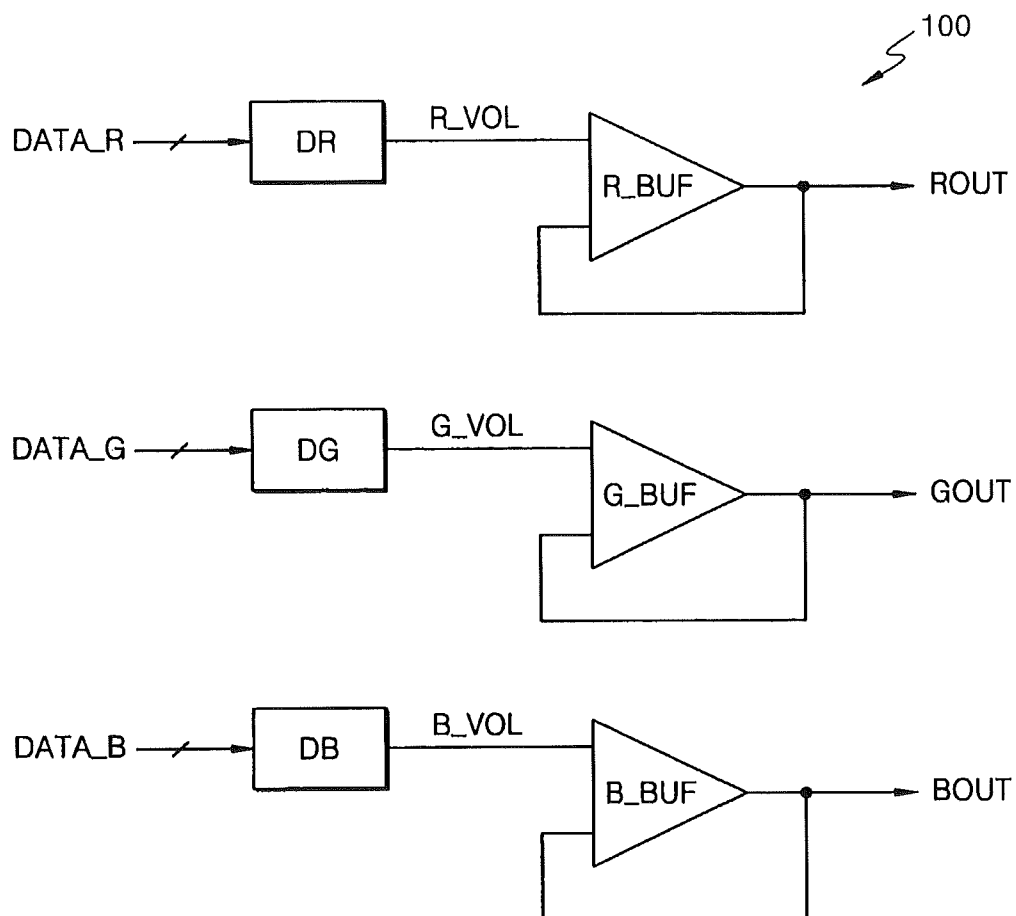 100
DATA_R DR R_VOL R_BUF ROUT
DATA_G DG G_VOL G_BUF GOUT
DATA_B DB B_VOL B_BUF BOUT